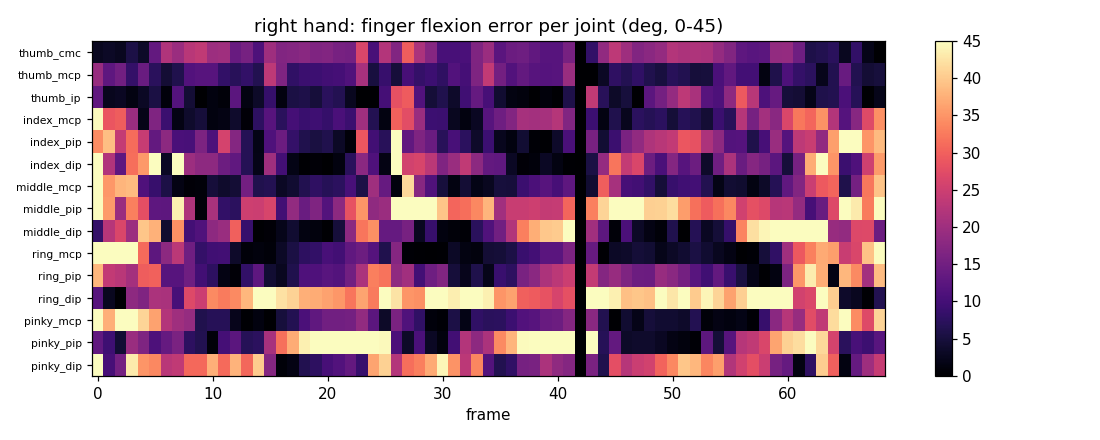 right hand: finger flexion error per joint (deg, 0-45)
thumb_cmc
thumb_mcp
thumb_ip
index_mcp
index_pip
index_dip
middle_mcp
middle_pip
middle_dip
ring_mcp
ring_pip
ring_dip
pinky_mcp
pinky_pip
pinky_dip
0 10 20 30 40 50 60
frame
45
40
35
30
25
20
15
10
5
0